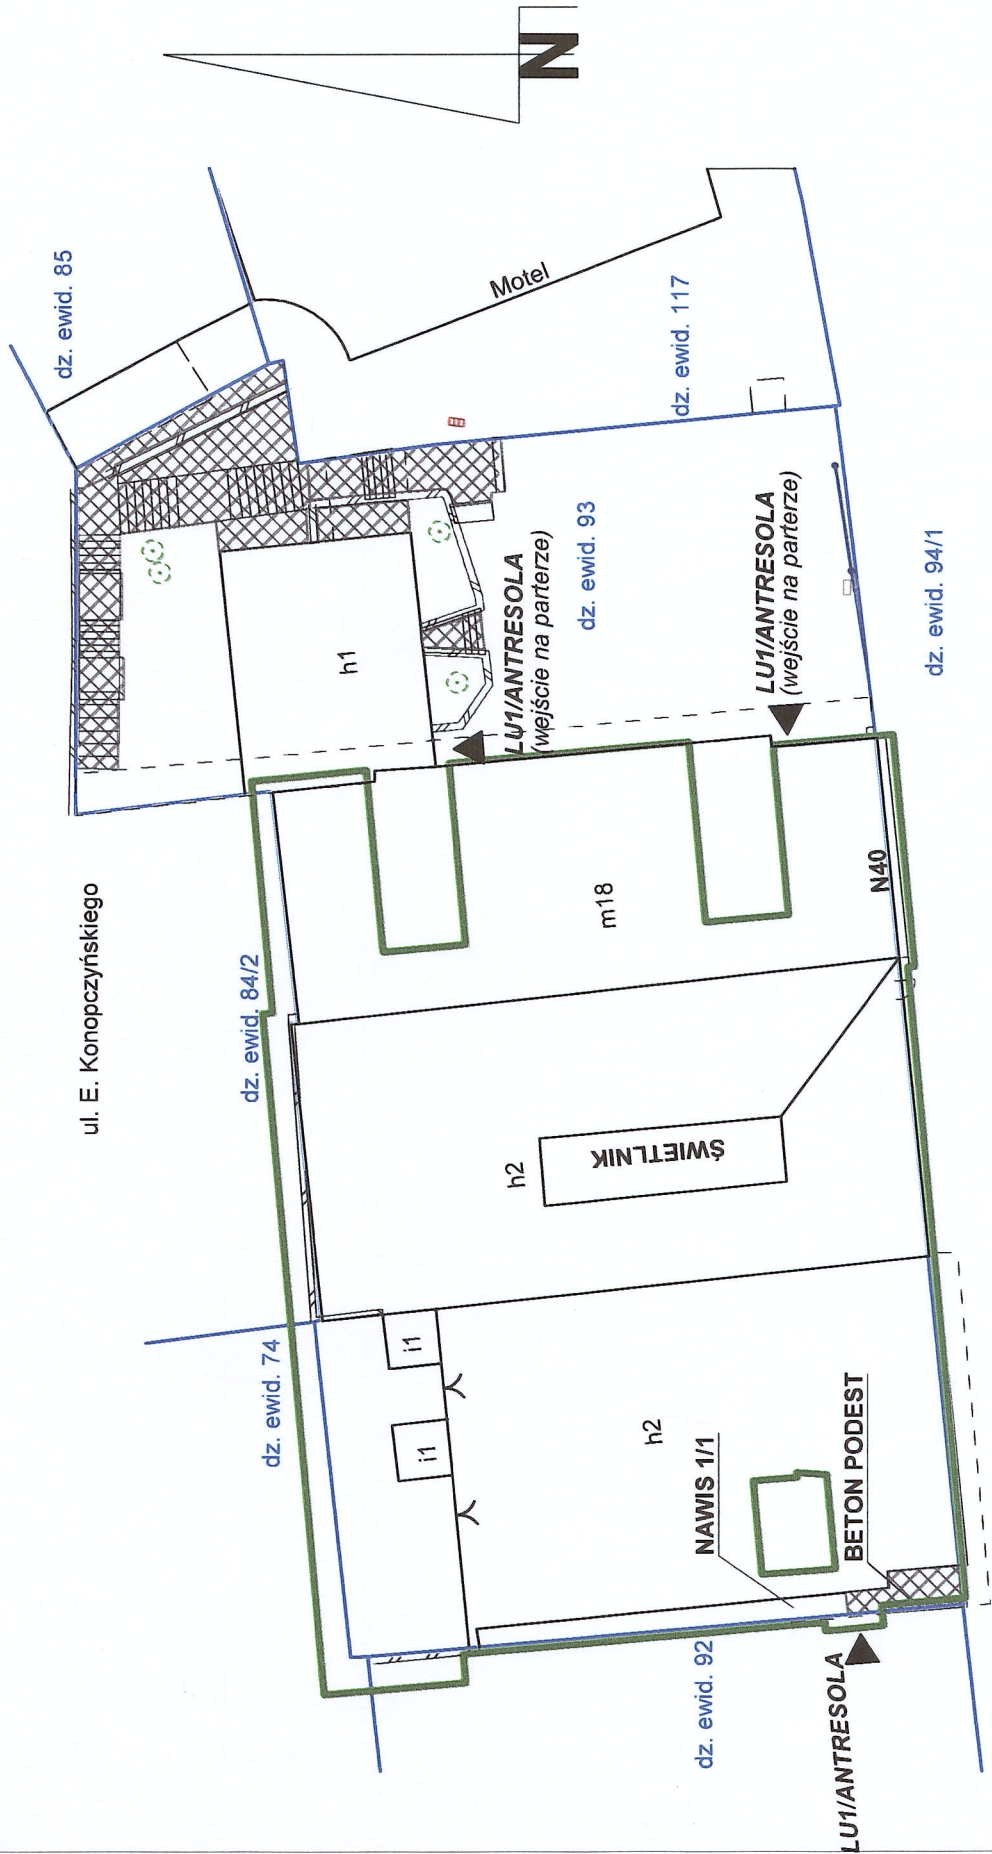 N
ul. E. Konopczyńskiego
dz. ewid. 85
dz. ewid. 84/2
dz. ewid. 74
Motel
dz. ewid. 117
h1
LU1/ANTRESOLA
(wejście na parterze)
dz. ewid. 93
LU1/ANTRESOLA
(wejście na parterze)
dz. ewid. 94/1
m18
N40
h2
ŚWIETLNIK
i1
i1
h2
NAWIS 1/1
BETON PODEST
dz. ewid. 92
LU1/ANTRESOLA